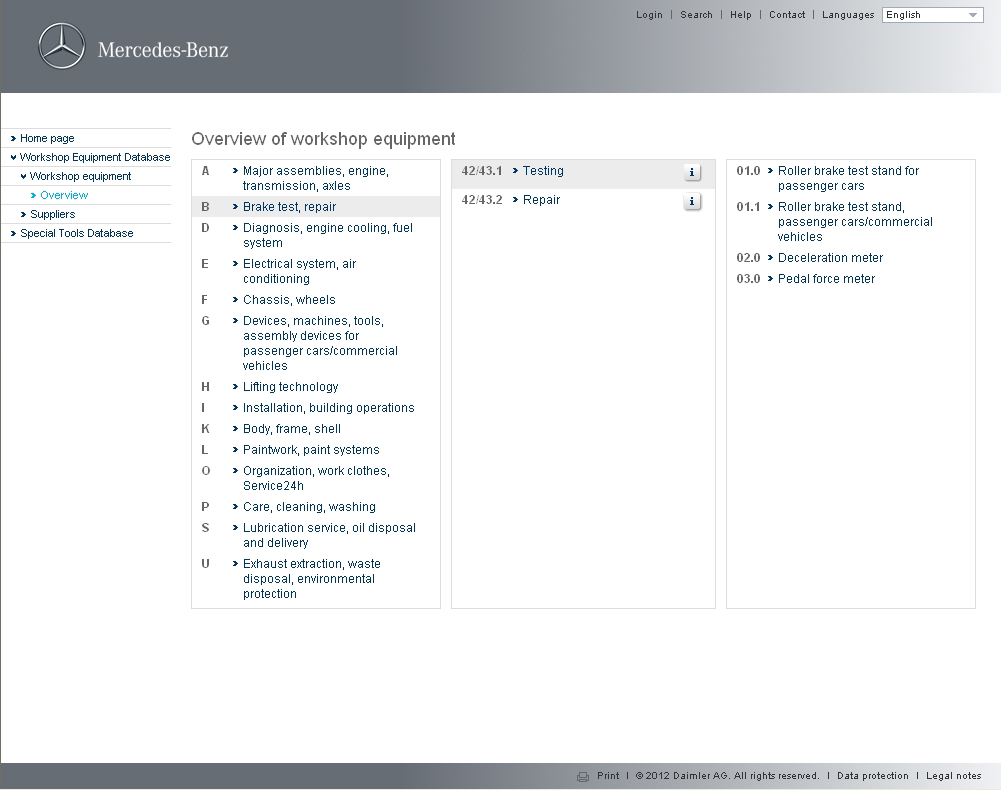 Login | Search | Help | Contact | Languages English
Mercedes-Benz
Home page
Workshop Equipment Database
Workshop equipment
Overview
Suppliers
Special Tools Database
Overview of workshop equipment
A Major assemblies, engine,
transmission, axles
B Brake test, repair
D Diagnosis, engine cooling, fuel
system
E Electrical system, air
conditioning
F Chassis, wheels
G Devices, machines, tools,
assembly devices for
passenger cars/commercial
vehicles
H Lifting technology
I Installation, building operations
K Body, frame, shell
L Paintwork, paint systems
O Organization, work clothes,
Service24h
P Care, cleaning, washing
S Lubrication service, oil disposal
and delivery
U Exhaust extraction, waste
disposal, environmental
protection
42/43.1 Testing i
42/43.2 Repair i
01.0 Roller brake test stand for
passenger cars
01.1 Roller brake test stand,
passenger cars/commercial
vehicles
02.0 Deceleration meter
03.0 Pedal force meter
Print | © 2012 Daimler AG. All rights reserved. | Data protection | Legal notes